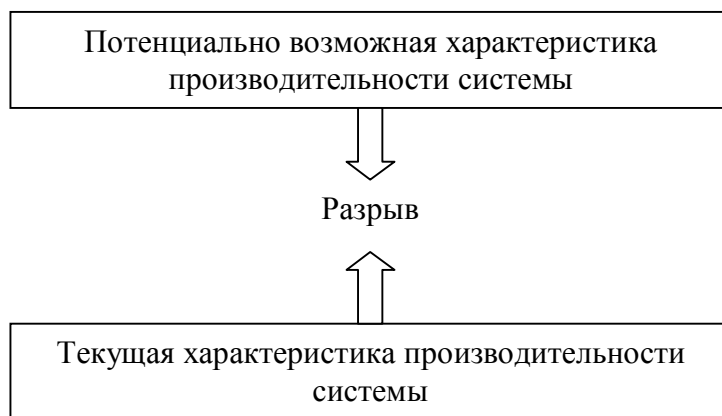 Потенциально возможная характеристика
производительности системы
Разрыв
Текущая характеристика производительности
системы